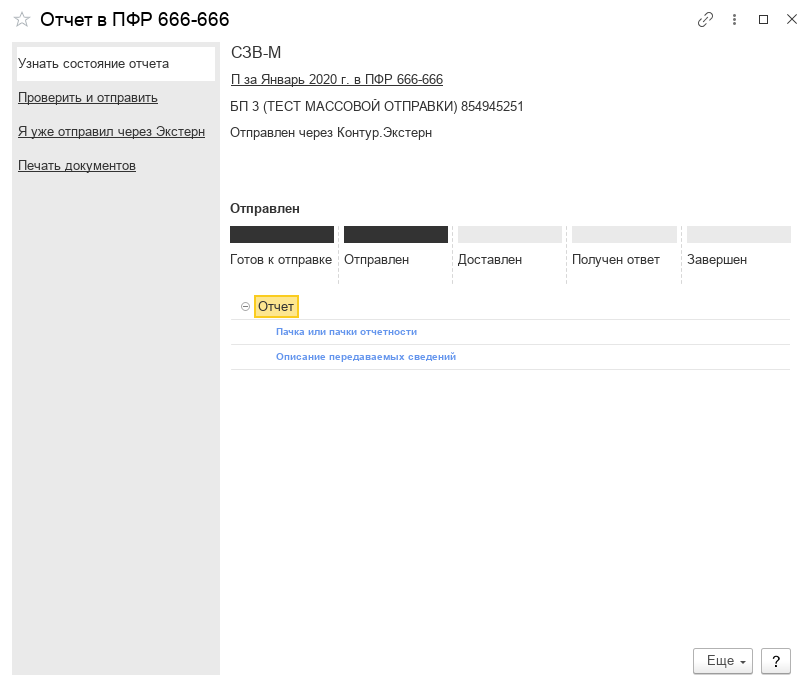 Отчет в ПФР 666-666
Узнать состояние отчета
Проверить и отправить
Я уже отправил через Экстерн
Печать документов
СЗВ-М
П за Январь 2020 г. в ПФР 666-666
БП 3 (ТЕСТ МАССОВОЙ ОТПРАВКИ) 854945251
Отправлен через Контур.Экстерн
Отправлен
Готов к отправке Отправлен Доставлен Получен ответ Завершен
Отчет
Пачка или пачки отчетности
Описание передаваемых сведений
Еще ?